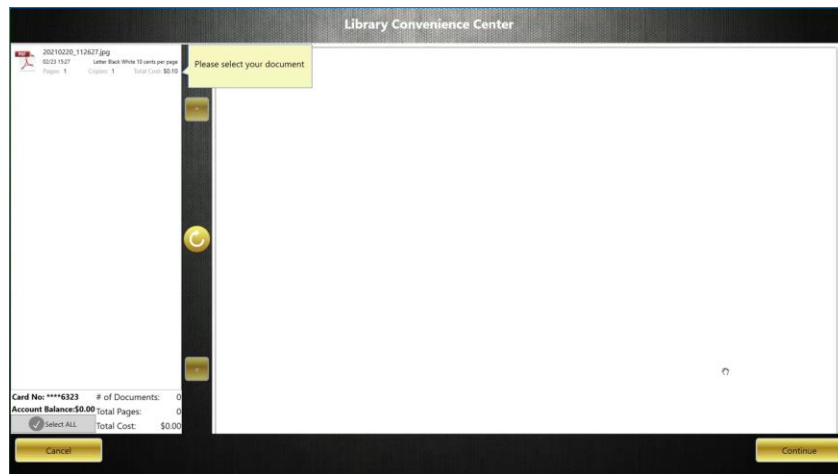 Library Convenience Center
PDF
20210220_112627.jpg
02/23 15:27 Letter Black White 10 cents per page
Pages: 1 Copies: 1 Total Cost: $0.10
Please select your document
Card No: ****6323 # of Documents: 0
Account Balance:$0.00 Total Pages: 0
Select ALL Total Cost: $0.00
Cancel Continue